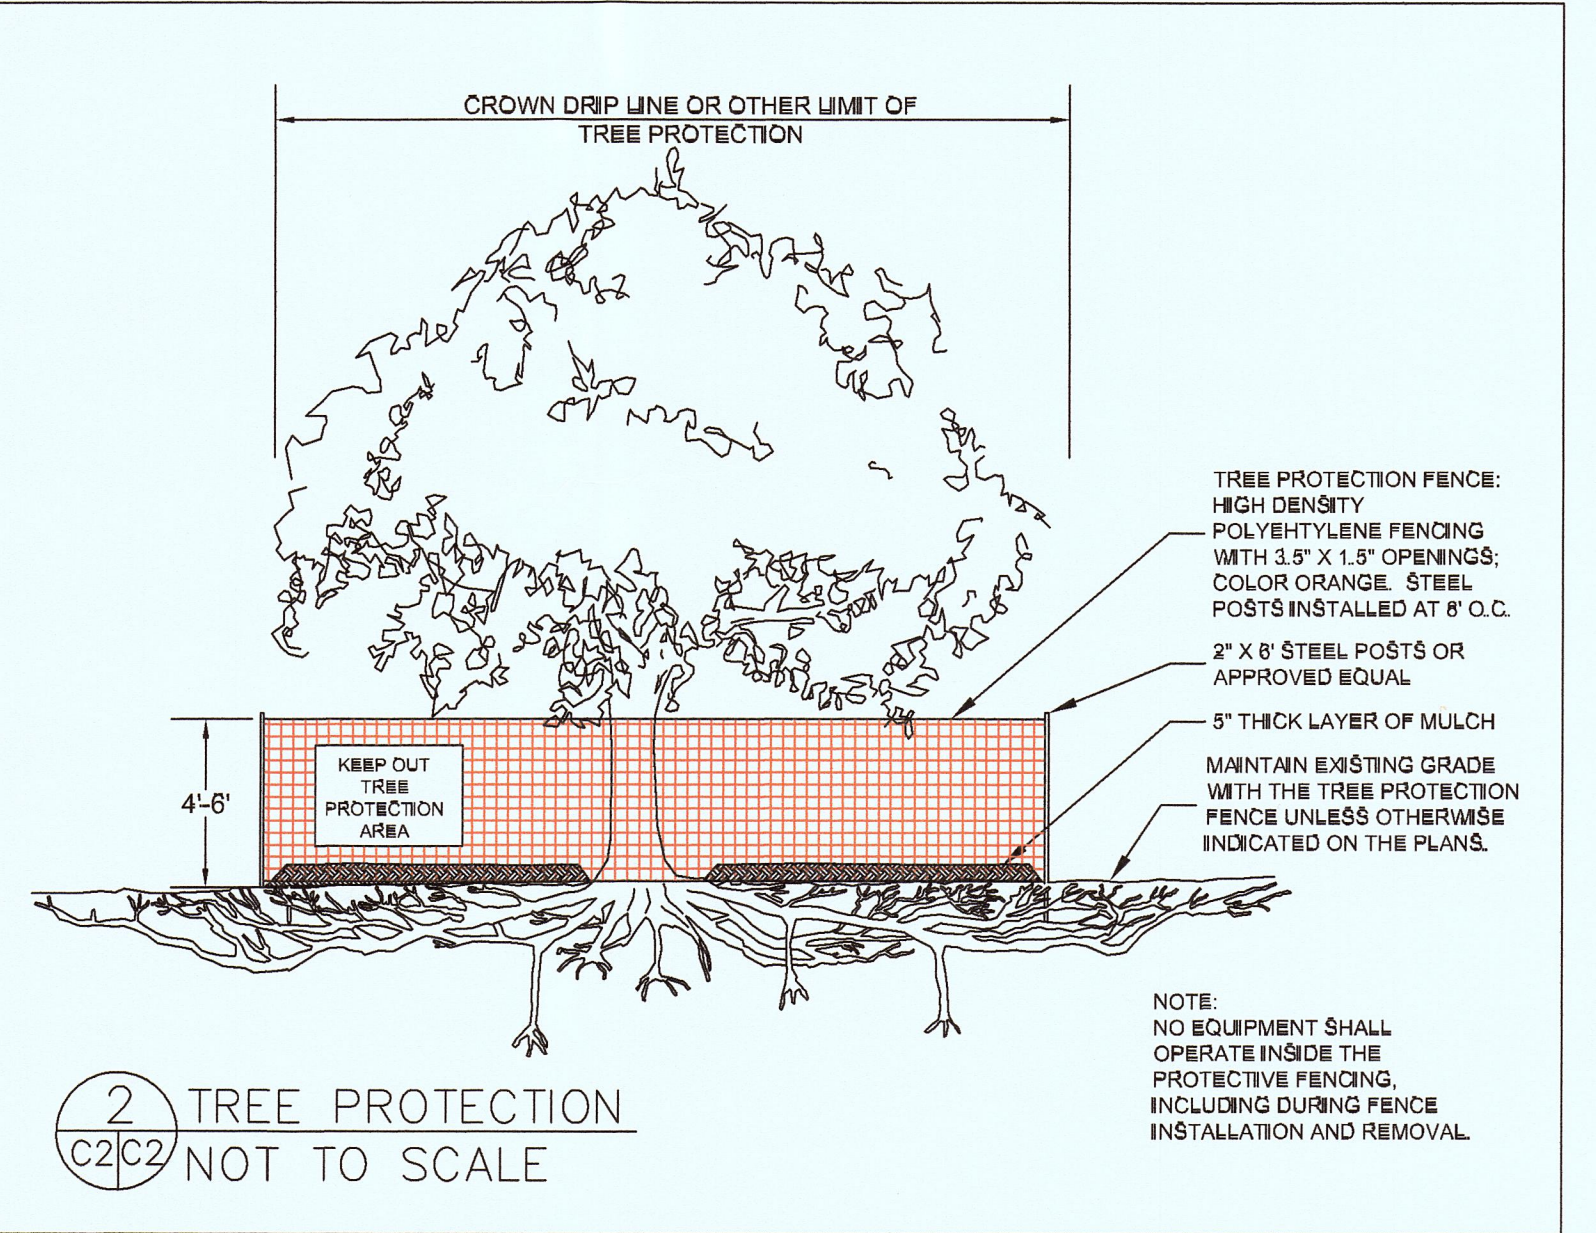 CROWN DRIP LINE OR OTHER LIMIT OF
TREE PROTECTION
TREE PROTECTION FENCE:
HIGH DENSITY
POLYEHTYLENE FENCING
WITH 3.5" X 1.5" OPENINGS;
COLOR ORANGE. STEEL
POSTS INSTALLED AT 8' O.C.
2" X 6' STEEL POSTS OR
APPROVED EQUAL
5" THICK LAYER OF MULCH
MAINTAIN EXISTING GRADE
WITH THE TREE PROTECTION
FENCE UNLESS OTHERWISE
INDICATED ON THE PLANS.
KEEP OUT
TREE
PROTECTION
AREA
4'-6'
NOTE:
NO EQUIPMENT SHALL
OPERATE INSIDE THE
PROTECTIVE FENCING,
INCLUDING DURING FENCE
INSTALLATION AND REMOVAL.
2
C2 C2
TREE PROTECTION
NOT TO SCALE